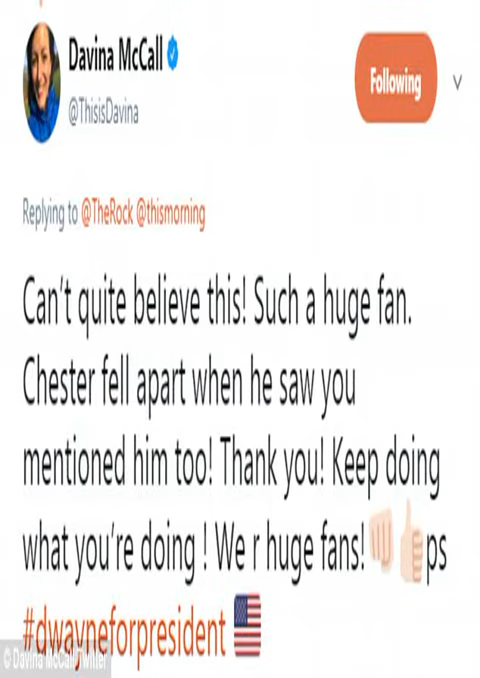 Davina McCall
@ThisisDavina
Following
Replying to @TheRock @thismorning
Can't quite believe this! Such a huge fan.
Chester fell apart when he saw you
mentioned him too! Thank you! Keep doing
what you're doing ! We r huge fans! 👊🏻👍🏻ps
#dwayneforpresident 🇺🇸
© Davina McCall/Twitter